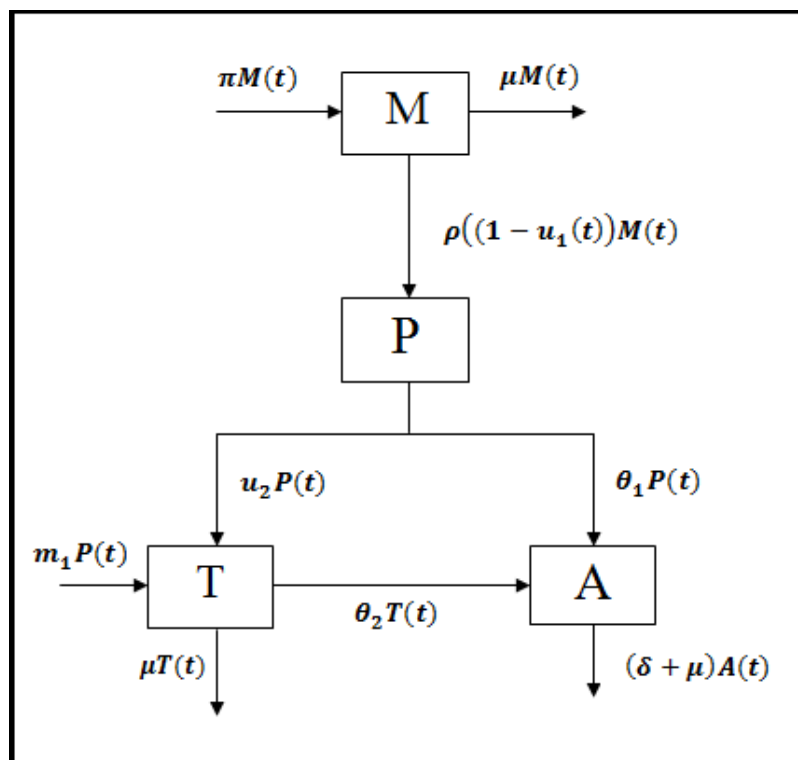 πM(t)
M
μM(t)
ρ((1 − u₁(t))M(t)
P
u₂P(t)
θ₁P(t)
m₁P(t)
T
θ₂T(t)
A
μT(t)
(δ + μ)A(t)